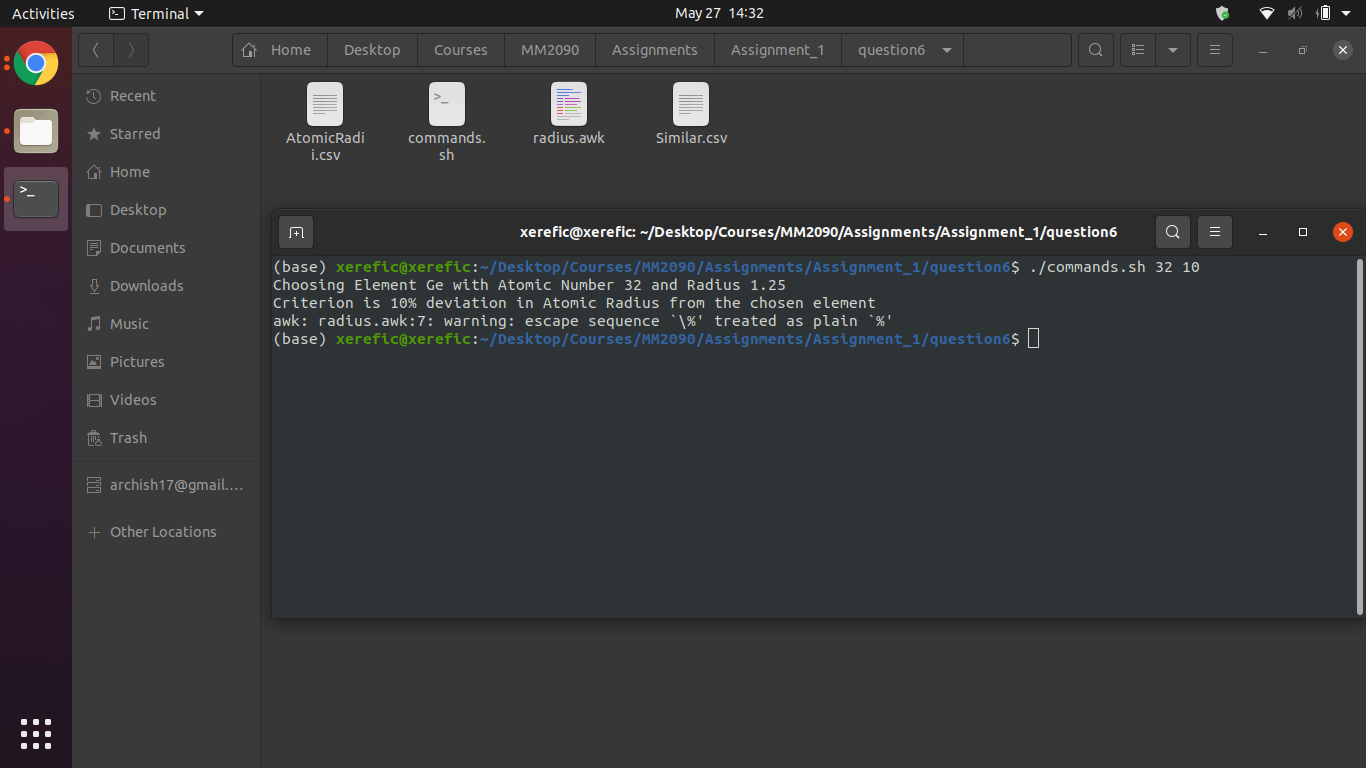 Activities
Terminal
May 27 14:32
Home
Desktop
Courses
MM2090
Assignments
Assignment_1
question6
Recent
Starred
Home
Desktop
Documents
Downloads
Music
Pictures
Videos
Trash
archish17@gmail.…
Other Locations
AtomicRadi
i.csv
commands.
sh
radius.awk
Similar.csv
xerefic@xerefic: ~/Desktop/Courses/MM2090/Assignments/Assignment_1/question6
(base) xerefic@xerefic:~/Desktop/Courses/MM2090/Assignments/Assignment_1/question6$ ./commands.sh 32 10
Choosing Element Ge with Atomic Number 32 and Radius 1.25
Criterion is 10% deviation in Atomic Radius from the chosen element
awk: radius.awk:7: warning: escape sequence `\%' treated as plain `%'
(base) xerefic@xerefic:~/Desktop/Courses/MM2090/Assignments/Assignment_1/question6$